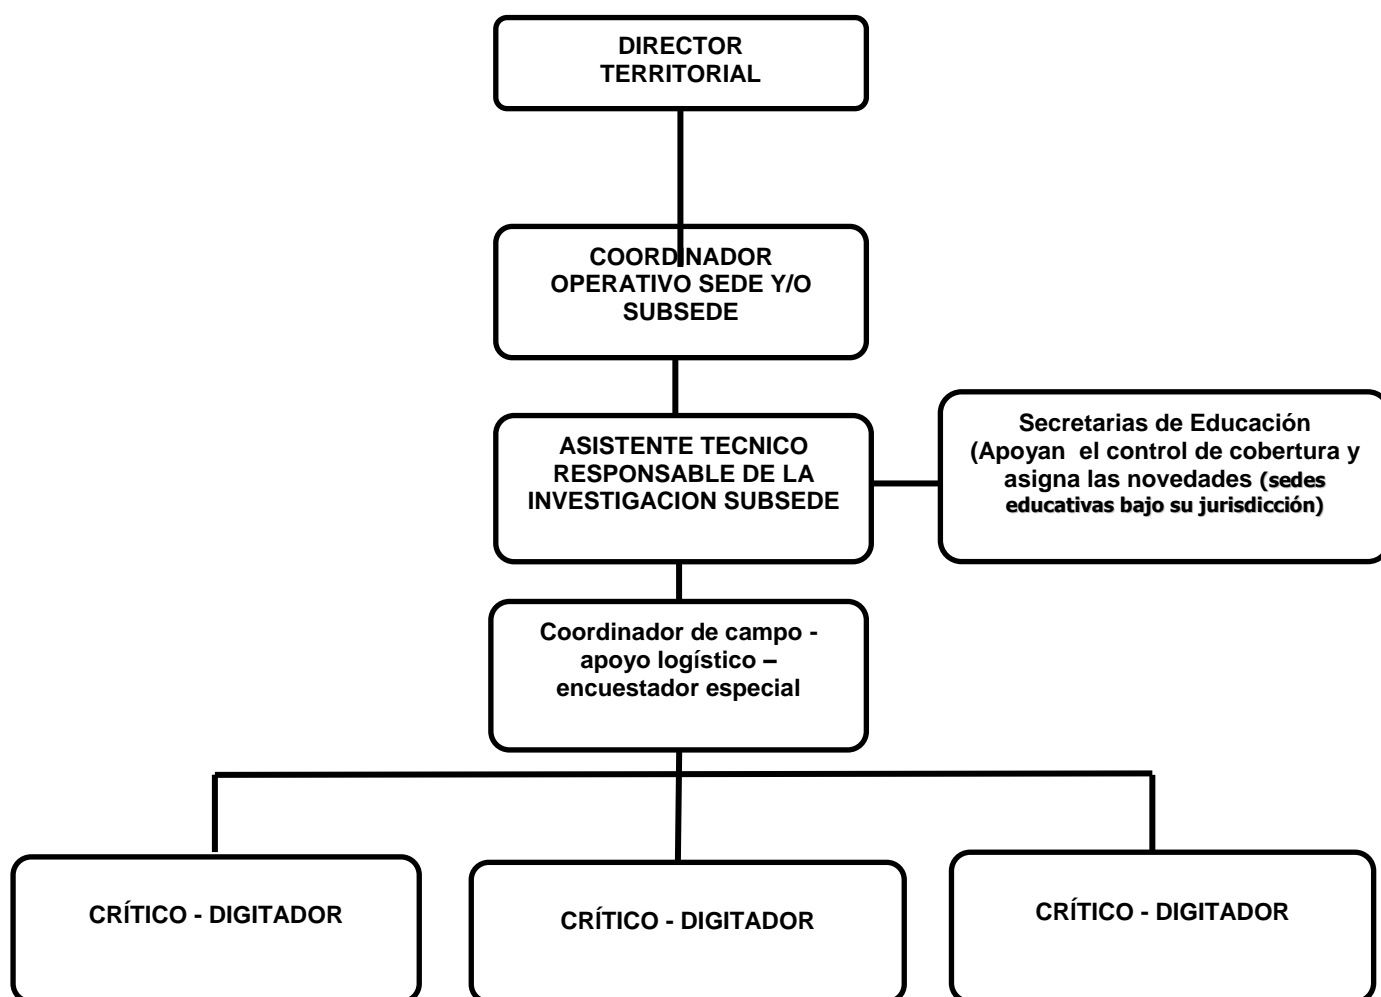 DIRECTOR
TERRITORIAL
COORDINADOR
OPERATIVO SEDE Y/O
SUBSEDE
ASISTENTE TECNICO
RESPONSABLE DE LA
INVESTIGACION SUBSEDE
Secretarias de Educación
(Apoyan el control de cobertura y
asigna las novedades (sedes
educativas bajo su jurisdicción)
Coordinador de campo -
apoyo logístico –
encuestador especial
CRÍTICO - DIGITADOR
CRÍTICO - DIGITADOR
CRÍTICO - DIGITADOR